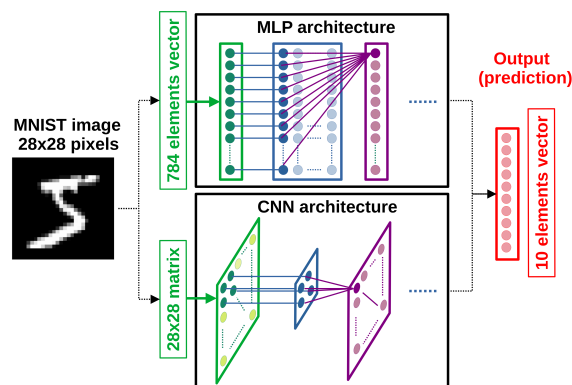 MLP architecture
784 elements vector
MNIST image
28x28 pixels
Output
(prediction)
10 elements vector
CNN architecture
28x28 matrix